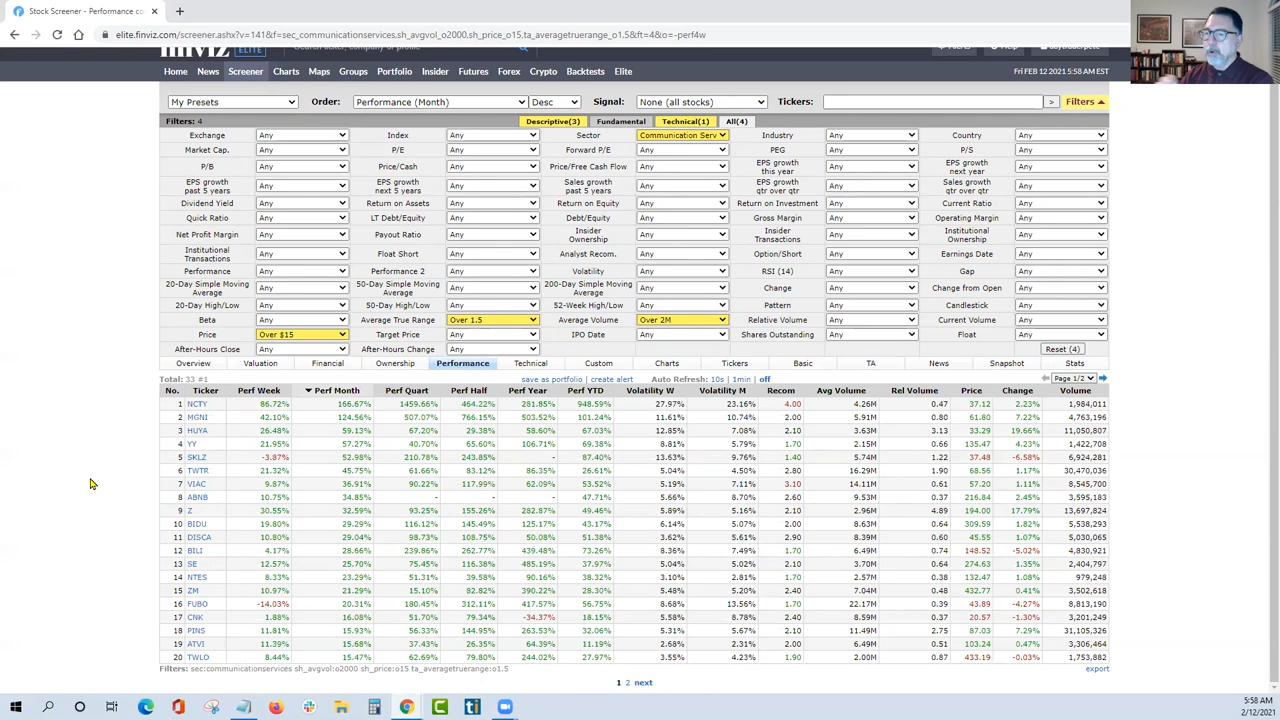 Stock Screener - Performance co
elite.finviz.com/screener.ashx?v=141&f=sec_communicationservices,sh_avgvol_o2000,sh_price_o15,ta_averagetruerange_o1.5&ft=4&o=-perf4w
finviz ELITE
Home News Screener Charts Maps Groups Portfolio Insider Futures Forex Crypto Backtests Elite Fri FEB 12 2021 5:58 AM EST
My Presets Order: Performance (Month) Desc Signal: None (all stocks) Tickers: > Filters
Filters: 4 Descriptive(3) Fundamental Technical(1) All(4)
Exchange Any Index Any Sector Communication Serv Industry Any Country Any
Market Cap. Any P/E Any Forward P/E Any PEG Any P/S Any
P/B Any Price/Cash Any Price/Free Cash Flow Any EPS growth this year Any EPS growth next year Any
EPS growth past 5 years Any EPS growth next 5 years Any Sales growth past 5 years Any EPS growth qtr over qtr Any Sales growth qtr over qtr Any
Dividend Yield Any Return on Assets Any Return on Equity Any Return on Investment Any Current Ratio Any
Quick Ratio Any LT Debt/Equity Any Debt/Equity Any Gross Margin Any Operating Margin Any
Net Profit Margin Any Payout Ratio Any Insider Ownership Any Insider Transactions Any Institutional Ownership Any
Institutional Transactions Any Float Short Any Analyst Recom. Any Option/Short Any Earnings Date Any
Performance Any Performance 2 Any Volatility Any RSI (14) Any Gap Any
20-Day Simple Moving Average Any 50-Day Simple Moving Average Any 200-Day Simple Moving Average Any Change Any Change from Open Any
20-Day High/Low Any 50-Day High/Low Any 52-Week High/Low Any Pattern Any Candlestick Any
Beta Any Average True Range Over 1.5 Average Volume Over 2M Relative Volume Any Current Volume Any
Price Over $15 Target Price Any IPO Date Any Shares Outstanding Any Float Any
After-Hours Close Any After-Hours Change Any Reset (4)
Overview Valuation Financial Ownership Performance Technical Custom Charts Tickers Basic TA News Snapshot Stats
Total: 33 #1 save as portfolio | create alert Auto Refresh: 10s | 1min | off Page 1/2
No. Ticker Perf Week Perf Month Perf Quart Perf Half Perf Year Perf YTD Volatility W Volatility M Recom Avg Volume Rel Volume Price Change Volume
1 NCTY 86.72% 166.67% 1459.66% 464.22% 281.85% 948.59% 27.97% 23.16% 4.00 4.26M 0.47 37.12 2.23% 1,984,011
2 MGNI 42.10% 124.56% 507.07% 766.15% 503.52% 101.24% 11.61% 10.74% 2.00 5.91M 0.80 61.80 7.22% 4,763,196
3 HUYA 26.48% 59.13% 67.20% 29.38% 58.60% 67.03% 12.85% 7.08% 2.10 3.63M 3.13 33.29 19.66% 11,050,807
4 YY 21.95% 57.27% 40.70% 65.60% 106.71% 69.38% 8.81% 5.79% 1.70 2.15M 0.66 135.47 4.23% 1,422,708
5 SKLZ -3.87% 52.98% 210.78% 243.85% - 87.40% 13.63% 9.76% 1.40 5.74M 1.22 37.48 -6.58% 6,924,281
6 TWTR 21.32% 45.75% 61.66% 83.12% 86.35% 26.61% 5.04% 4.50% 2.80 16.29M 1.90 68.56 1.17% 30,470,036
7 VIAC 9.87% 36.91% 90.22% 117.99% 62.09% 53.52% 5.19% 7.11% 3.10 14.11M 0.61 57.20 1.11% 8,545,700
8 ABNB 10.75% 34.85% - - - 47.71% 5.66% 8.70% 2.60 9.53M 0.38 216.84 2.45% 3,595,183
9 Z 30.55% 32.59% 93.25% 155.26% 282.87% 49.46% 5.89% 5.16% 2.10 2.96M 4.89 194.00 17.79% 13,697,824
10 BIDU 19.80% 29.29% 116.12% 145.49% 125.17% 43.17% 6.14% 5.07% 2.00 8.63M 0.64 309.59 1.82% 5,538,293
11 DISCA 10.80% 29.04% 98.73% 108.75% 50.08% 51.38% 3.62% 5.11% 2.90 8.39M 0.60 45.55 1.07% 5,030,065
12 BILI 4.17% 28.66% 239.86% 262.77% 439.48% 73.26% 8.36% 7.49% 1.70 6.49M 0.74 148.52 -5.02% 4,830,921
13 SE 12.57% 25.70% 75.45% 116.38% 485.19% 37.97% 5.04% 5.02% 2.10 3.70M 0.64 274.63 1.35% 2,404,797
14 NTES 8.33% 23.29% 51.31% 39.58% 90.16% 38.32% 3.10% 2.81% 1.70 2.57M 0.38 132.47 1.08% 979,248
15 ZM 10.97% 21.29% 15.10% 82.82% 390.22% 28.30% 5.48% 5.20% 2.40 7.04M 0.48 432.77 0.41% 3,502,618
16 FUBO -14.03% 20.31% 180.45% 312.11% 417.57% 56.75% 8.68% 13.56% 1.70 22.17M 0.39 43.89 -4.27% 8,813,190
17 CNK 1.88% 16.08% 51.70% 79.34% -34.37% 18.15% 5.31% 5.88% 2.40 8.59M 0.36 20.57 -1.30% 3,201,249
18 PINS 11.81% 15.93% 56.33% 144.95% 263.53% 32.06% 5.31% 5.67% 2.10 11.49M 2.75 87.03 7.29% 31,105,326
19 ATVI 11.39% 15.68% 37.43% 26.35% 64.39% 11.19% 2.68% 2.31% 1.70 6.49M 0.55 103.24 0.47% 3,506,464
20 TWLO 8.44% 15.47% 62.69% 79.80% 244.02% 27.97% 3.55% 4.23% 1.90 2.00M 0.87 433.19 -0.03% 1,753,882
Filters: sec:communicationservices sh_avgvol:o2000 sh_price:o15 ta_averagetruerange:o1.5 export
1 2 next
5:58 AM
2/12/2021